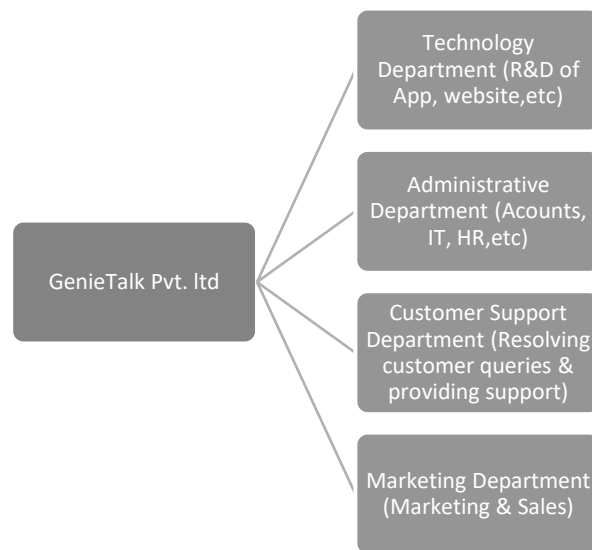 GenieTalk Pvt. ltd
Technology
Department (R&D of
App, website,etc)
Administrative
Department (Acounts,
IT, HR,etc)
Customer Support
Department (Resolving
customer queries &
providing support)
Marketing Department
(Marketing & Sales)